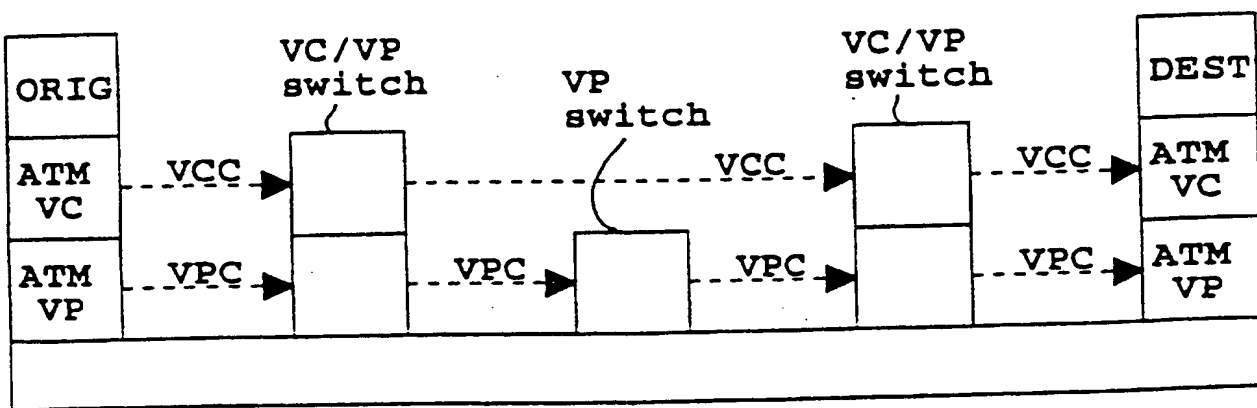 ORIG
VC/VP
switch
VP
switch
VC/VP
switch
DEST
ATM
VC
VCC
VCC
VCC
ATM
VC
ATM
VP
VPC
VPC
VPC
VPC
ATM
VP